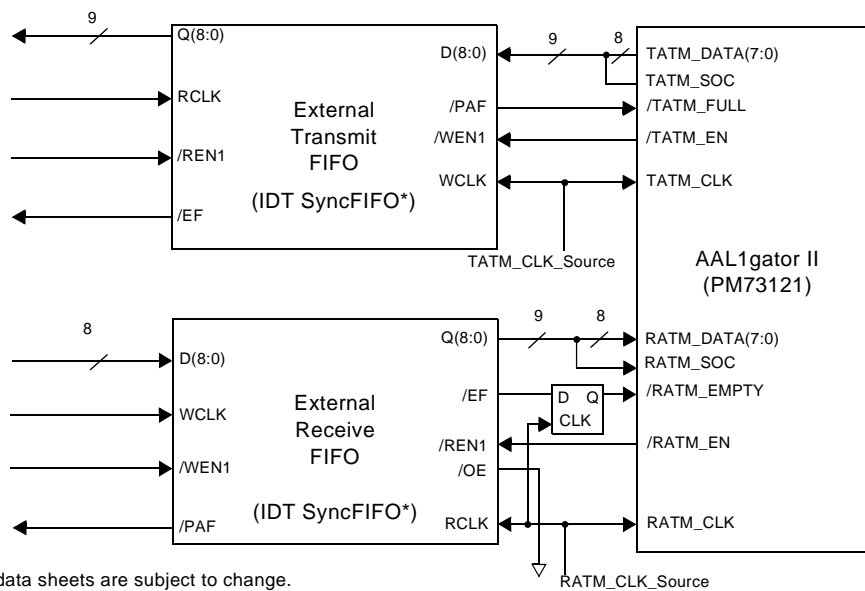 9
Q(8:0)
RCLK
/REN1
/EF
External
Transmit
FIFO
(IDT SyncFIFO*)
D(8:0)
/PAF
/WEN1
WCLK
9
8
TATM_DATA(7:0)
TATM_SOC
/TATM_FULL
/TATM_EN
TATM_CLK
TATM_CLK_Source
AAL1gator II
(PM73121)
8
D(8:0)
WCLK
/WEN1
/PAF
External
Receive
FIFO
(IDT SyncFIFO*)
Q(8:0)
/EF
/REN1
/OE
RCLK
9
8
D Q
CLK
RATM_DATA(7:0)
RATM_SOC
/RATM_EMPTY
/RATM_EN
RATM_CLK
RATM_CLK_Source
data sheets are subject to change.